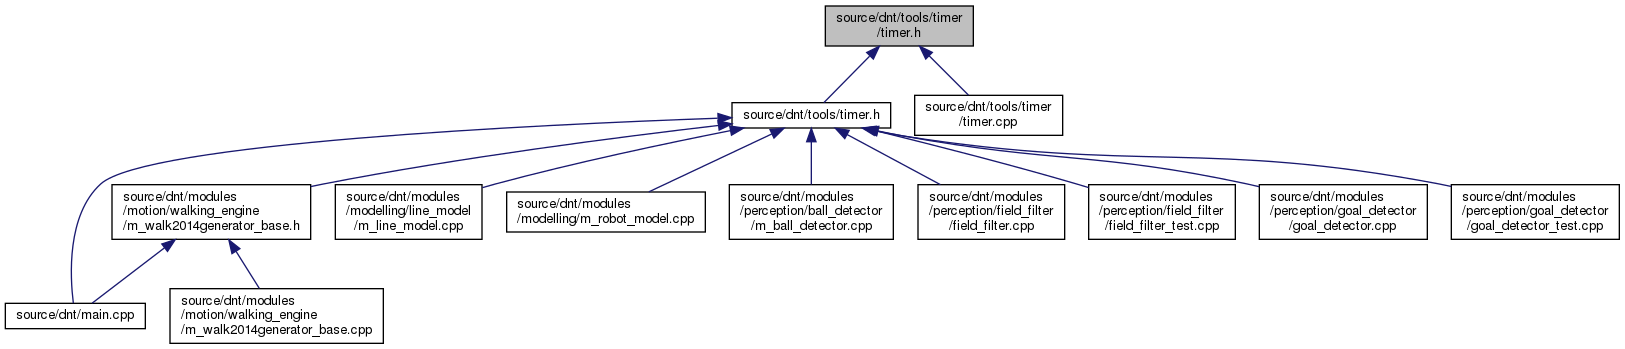 source/dnt/tools/timer
/timer.h
source/dnt/tools/timer.h
source/dnt/tools/timer
/timer.cpp
source/dnt/modules
/motion/walking_engine
/m_walk2014generator_base.h
source/dnt/modules
/modelling/line_model
/m_line_model.cpp
source/dnt/modules
/modelling/m_robot_model.cpp
source/dnt/modules
/perception/ball_detector
/m_ball_detector.cpp
source/dnt/modules
/perception/field_filter
/field_filter.cpp
source/dnt/modules
/perception/field_filter
/field_filter_test.cpp
source/dnt/modules
/perception/goal_detector
/goal_detector.cpp
source/dnt/modules
/perception/goal_detector
/goal_detector_test.cpp
source/dnt/main.cpp
source/dnt/modules
/motion/walking_engine
/m_walk2014generator_base.cpp